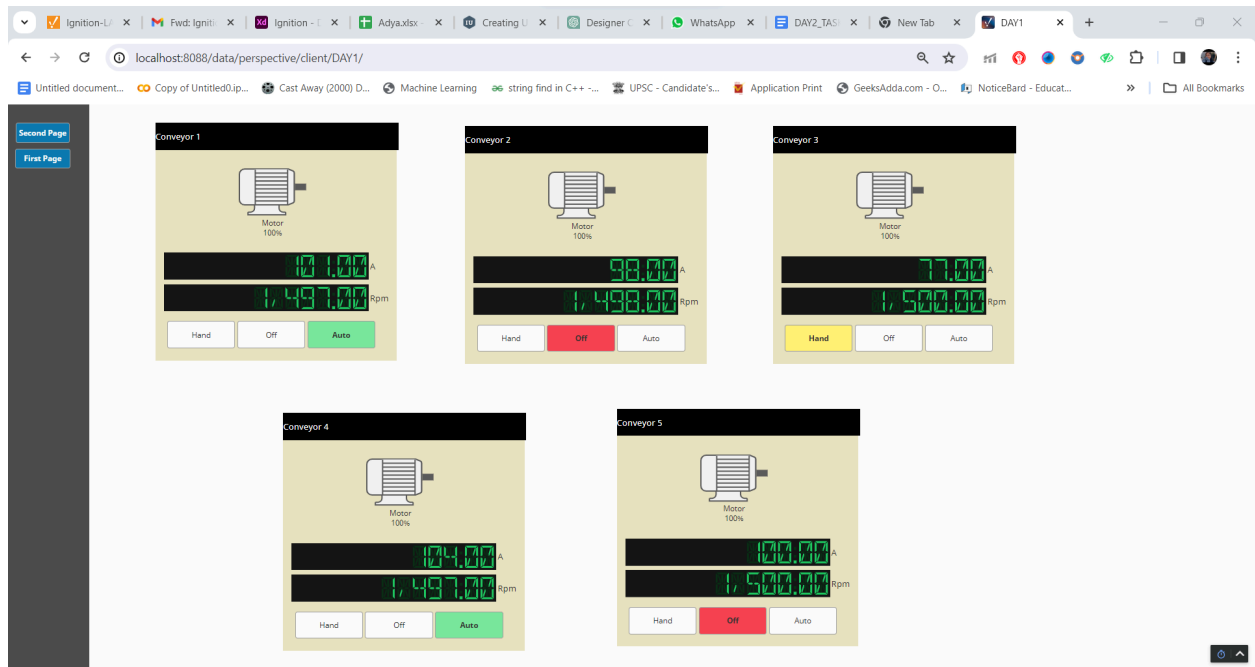 Ignition-LA
Fwd: Igniti
Xd Ignition - (
Adya.xlsx -
IU Creating U
Designer C
WhatsApp
DAY2_TAS
New Tab
DAY1
localhost:8088/data/perspective/client/DAY1/
Untitled document...
CO Copy of Untitled0.ip...
Cast Away (2000) D...
Machine Learning
string find in C++ -...
UPSC - Candidate's...
Application Print
GeeksAdda.com - O...
NoticeBard - Educat...
All Bookmarks
Second Page
First Page
Conveyor 1
Motor
100%
101.00 A
1,497.00 Rpm
Hand Off Auto
Conveyor 2
Motor
100%
98.00 A
1,498.00 Rpm
Hand Off Auto
Conveyor 3
Motor
100%
77.00 A
1,500.00 Rpm
Hand Off Auto
Conveyor 4
Motor
100%
104.00 A
1,497.00 Rpm
Hand Off Auto
Conveyor 5
Motor
100%
100.00 A
1,500.00 Rpm
Hand Off Auto